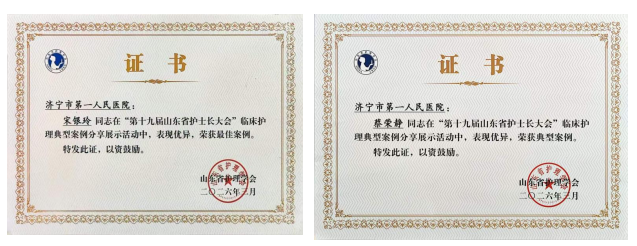 证书
济宁市第一人民医院：
宋银玲 同志在“第十九届山东省护士长大会”临床护
理典型案例分享展示活动中，表现优异，荣获最佳案例。
特发此证，以资鼓励。
山东省护理学会
二〇二六年三月
证书
济宁市第一人民医院：
蔡荣静 同志在“第十九届山东省护士长大会”临床护
理典型案例分享展示活动中，表现优异，荣获典型案例。
特发此证，以资鼓励。
山东省护理学会
二〇二六年三月